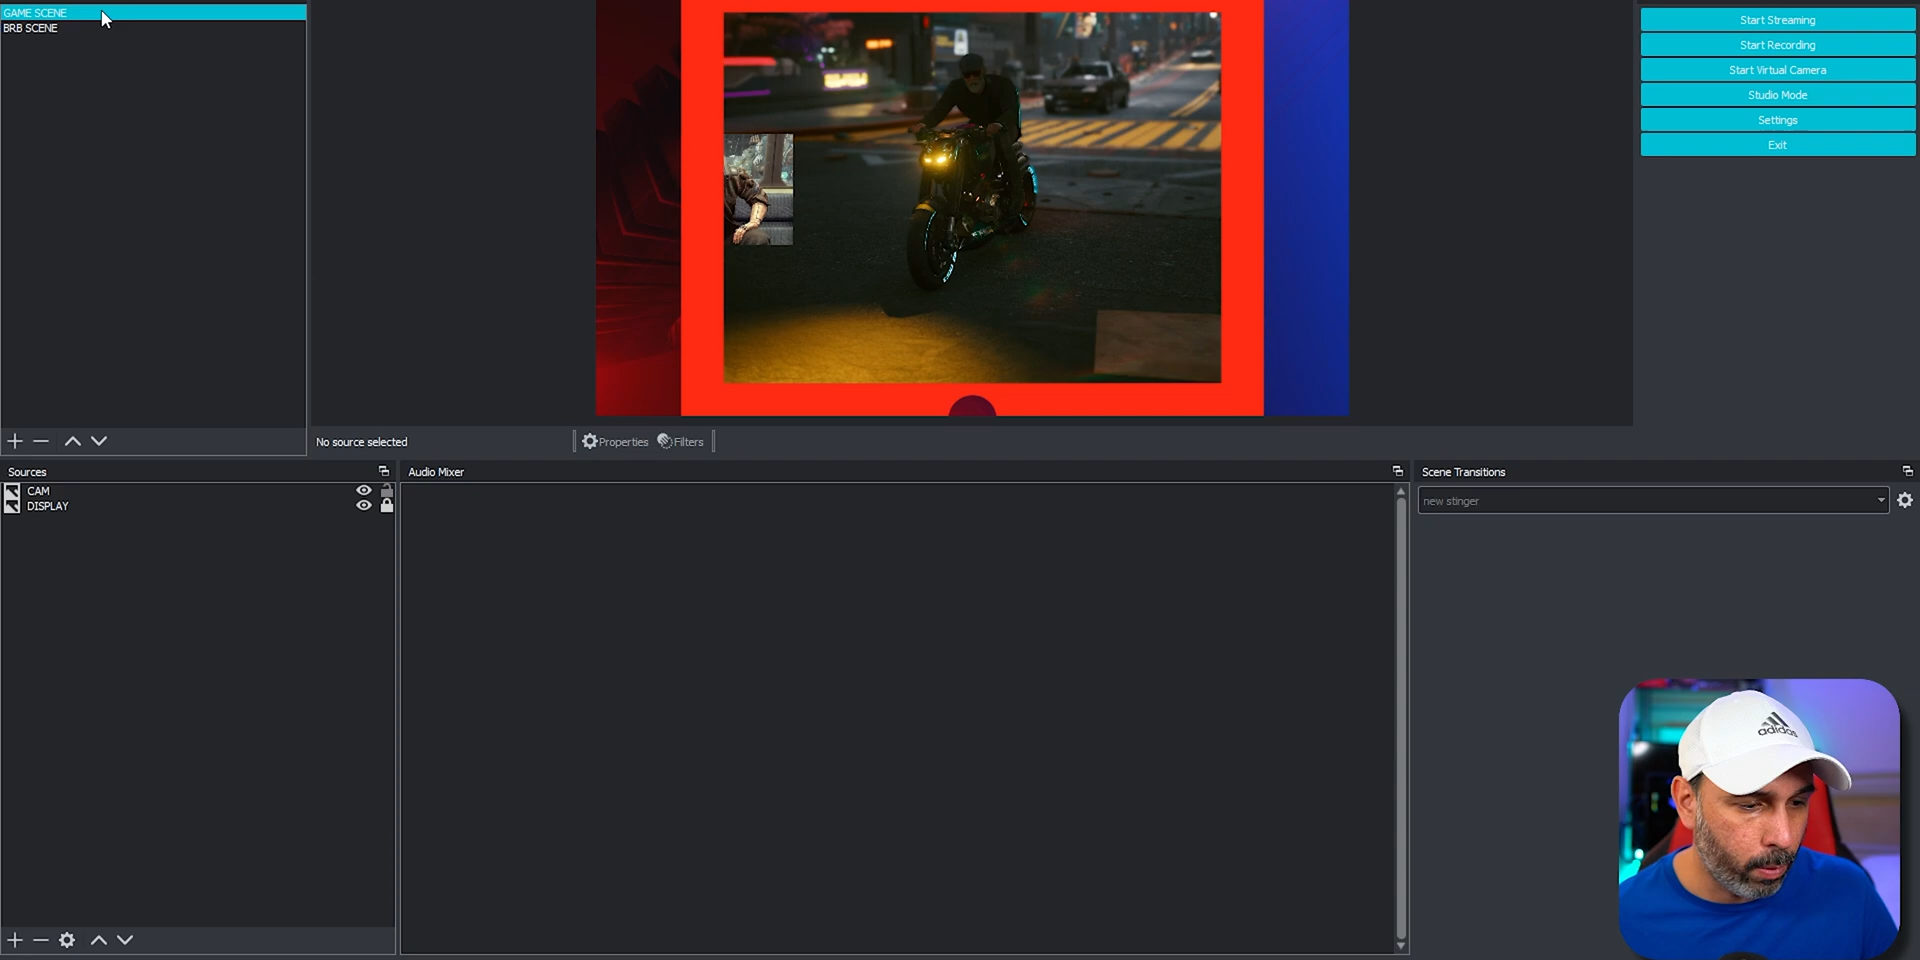 GAME SCENE
BRB SCENE
Start Streaming
Start Recording
Start Virtual Camera
Studio Mode
Settings
Exit
No source selected
Properties
Filters
Sources
CAM
DISPLAY
Audio Mixer
Scene Transitions
new stinger
adidas